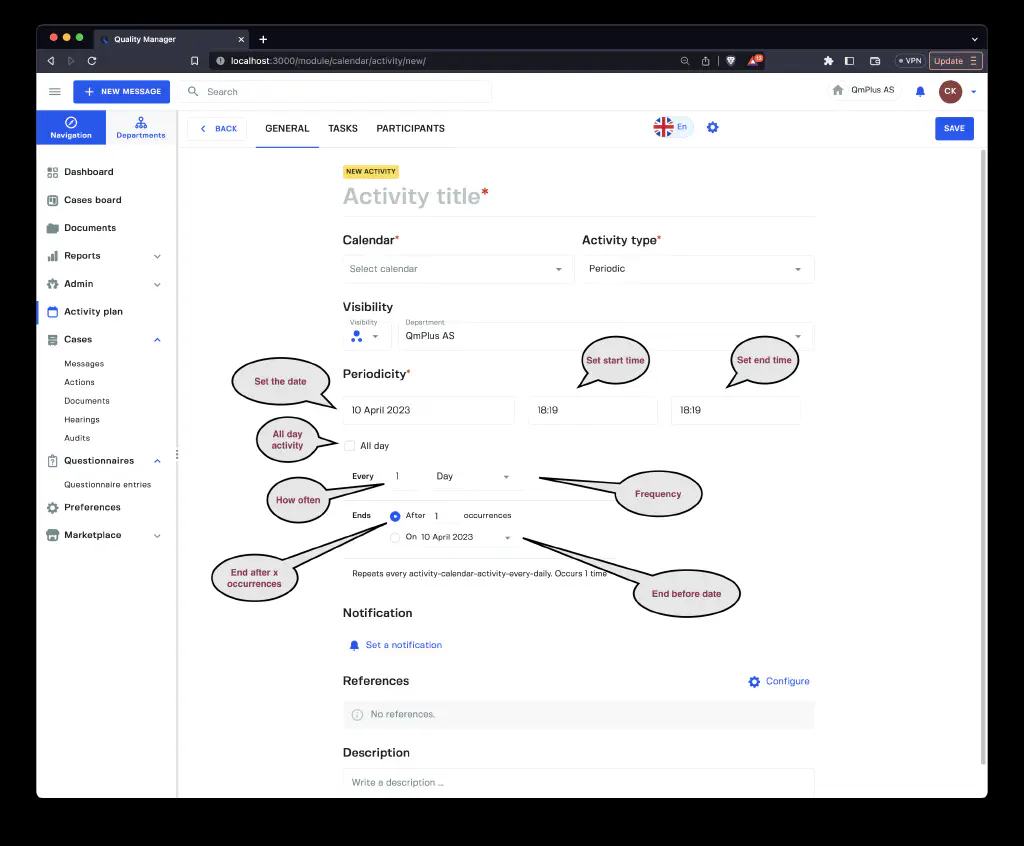 Quality Manager
localhost:3000/module/calendar/activity/new/
VPN
Update
NEW MESSAGE
Search
QmPlus AS
CK
Navigation
Departments
BACK
GENERAL
TASKS
PARTICIPANTS
En
SAVE
Dashboard
Cases board
Documents
Reports
Admin
Activity plan
Cases
Messages
Actions
Documents
Hearings
Audits
Questionnaires
Questionnaire entries
Preferences
Marketplace
NEW ACTIVITY
Activity title*
Calendar*
Activity type*
Select calendar
Periodic
Visibility
Visibility
Department
QmPlus AS
Set start time
Set end time
Periodicity*
Set the date
10 April 2023
18:19
18:19
All day
activity
All day
Every 1 Day
How often
Frequency
Ends After 1 occurrences
On 10 April 2023
End after x
occurrences
Repeats every activity-calendar-activity-every-daily. Occurs 1 time
End before date
Notification
Set a notification
References
Configure
No references.
Description
Write a description ...